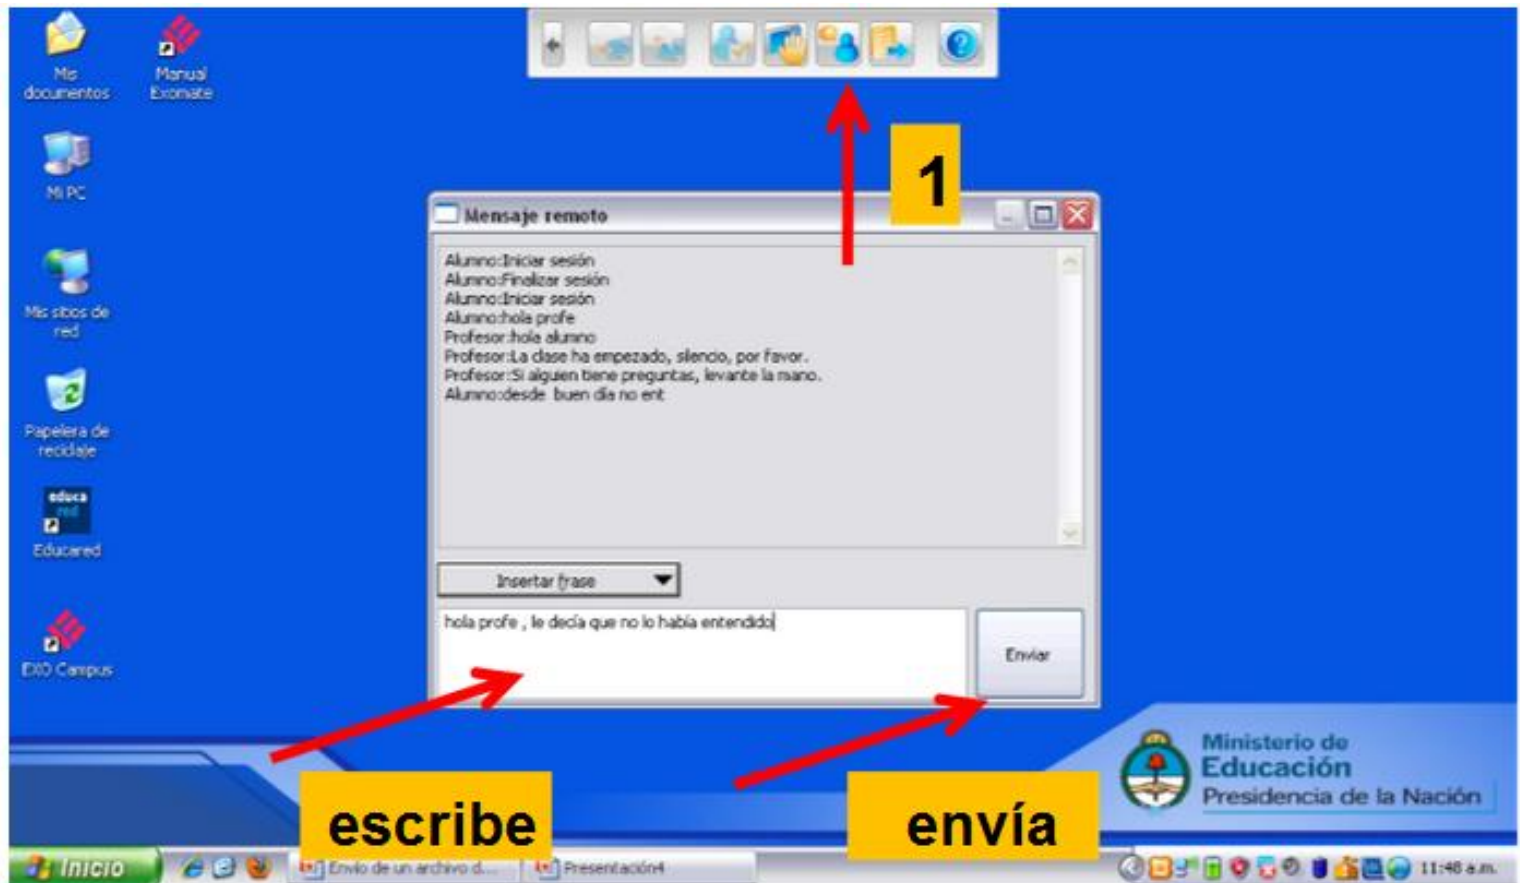 Mis
documentos
Manual
Exomate
Mi PC
Mis sitios de
red
Papelera de
reciclaje
educa
red
Educared
EXO Campus
1
Mensaje remoto
Alumno:Iniciar sesión
Alumno:Finalizar sesión
Alumno:Iniciar sesión
Alumno:hola profe
Profesor:hola alumno
Profesor:La clase ha empezado, silencio, por favor.
Profesor:Si alguien tiene preguntas, levante la mano.
Alumno:desde buen día no ent
Insertar frase
hola profe , le decía que no lo había entendido
Enviar
escribe
envía
Ministerio de
Educación
Presidencia de la Nación
Inicio
Envío de un archivo d...
Presentación4
11:48 a.m.